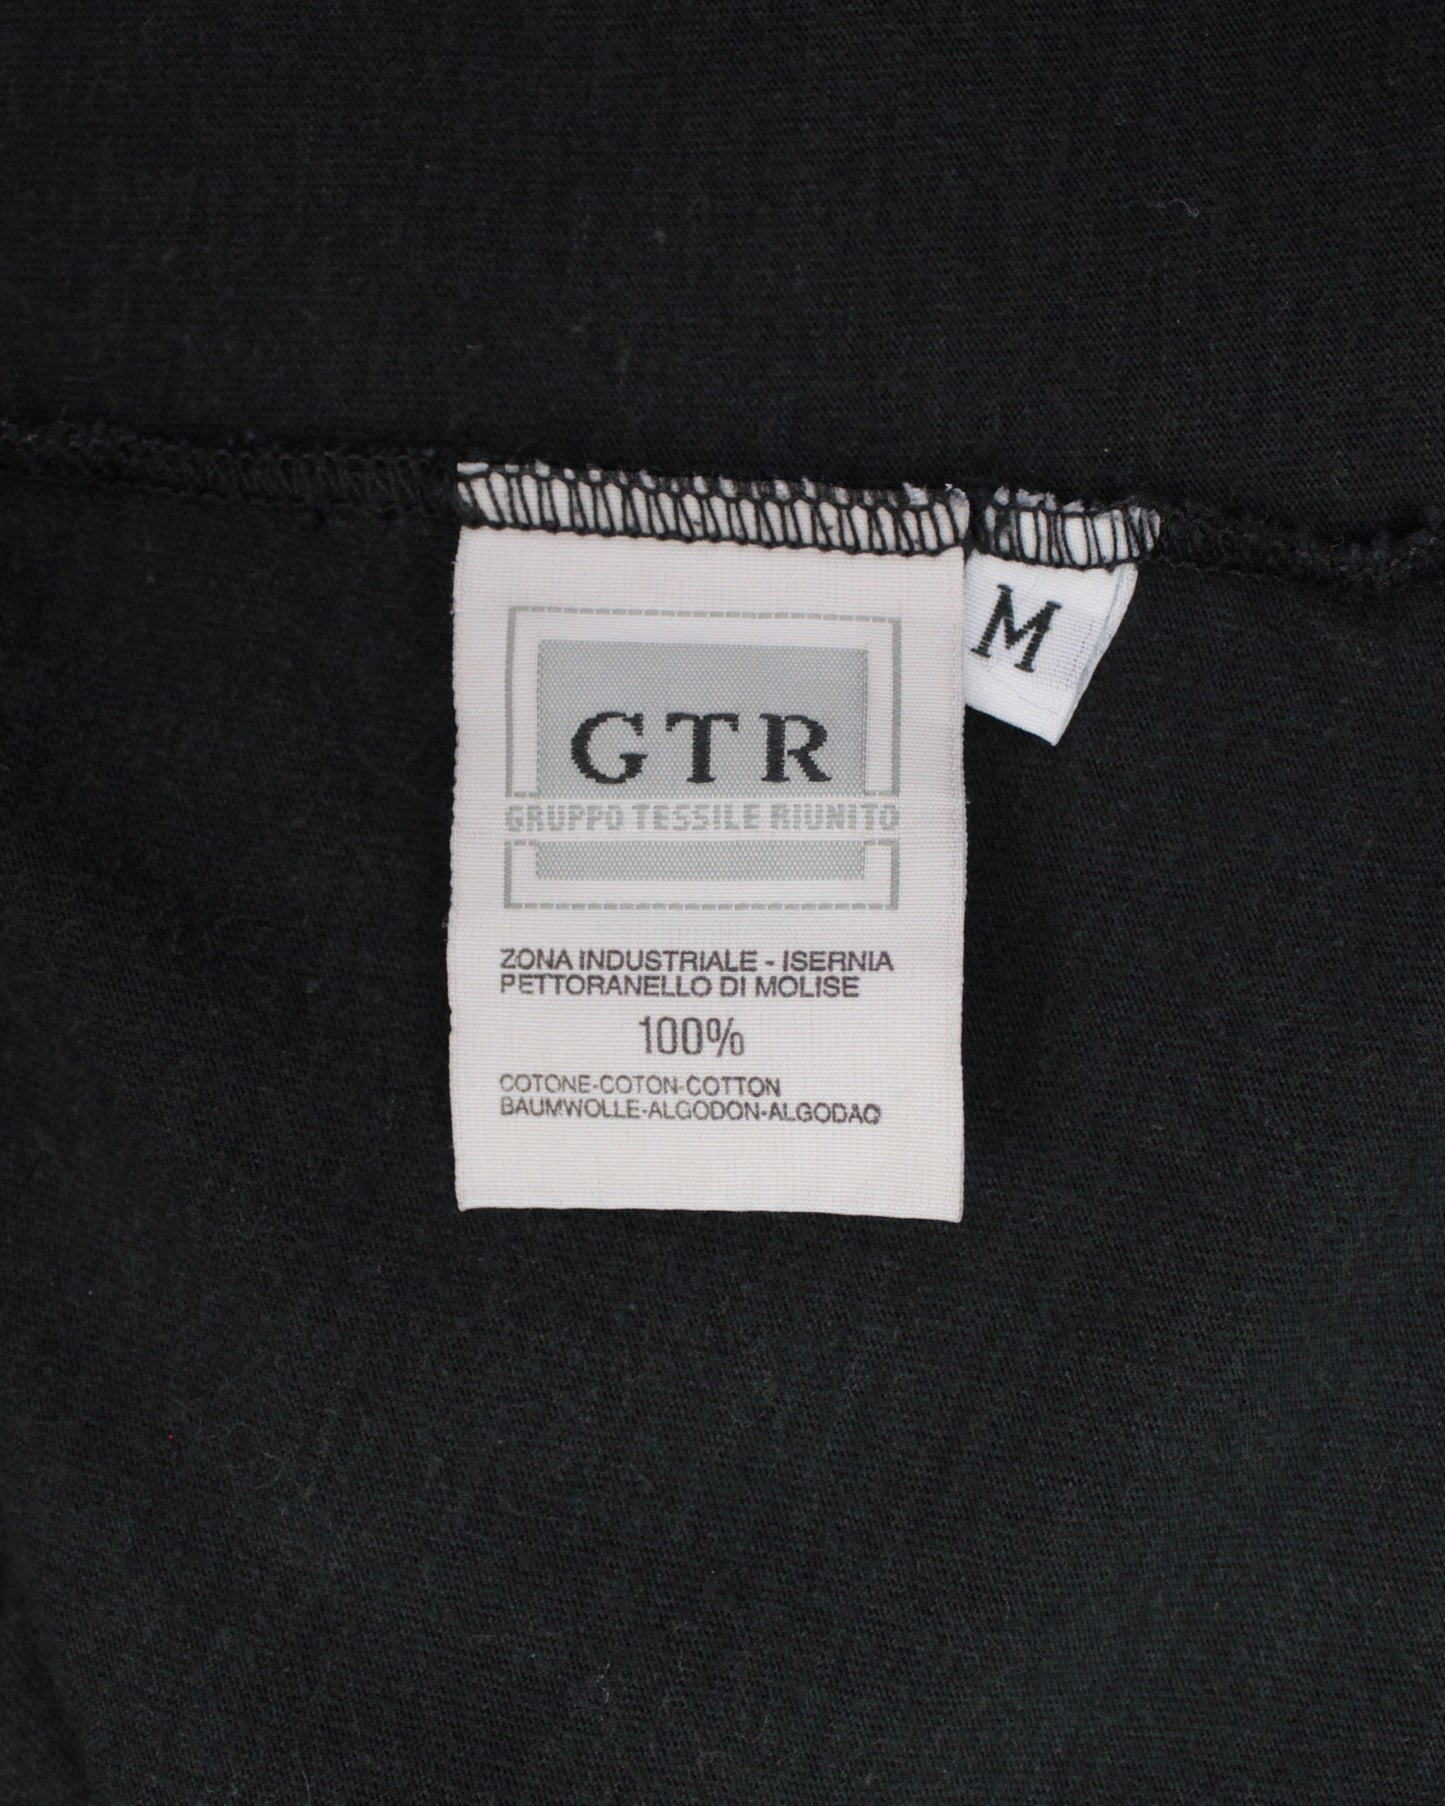 M
GTR
GRUPPO TESSILE RIUNITO
ZONA INDUSTRIALE - ISERNIA
PETTORANELLO DI MOLISE
100%
COTONE-COTON-COTTON
BAUMWOLLE-ALGODON-ALGODAO